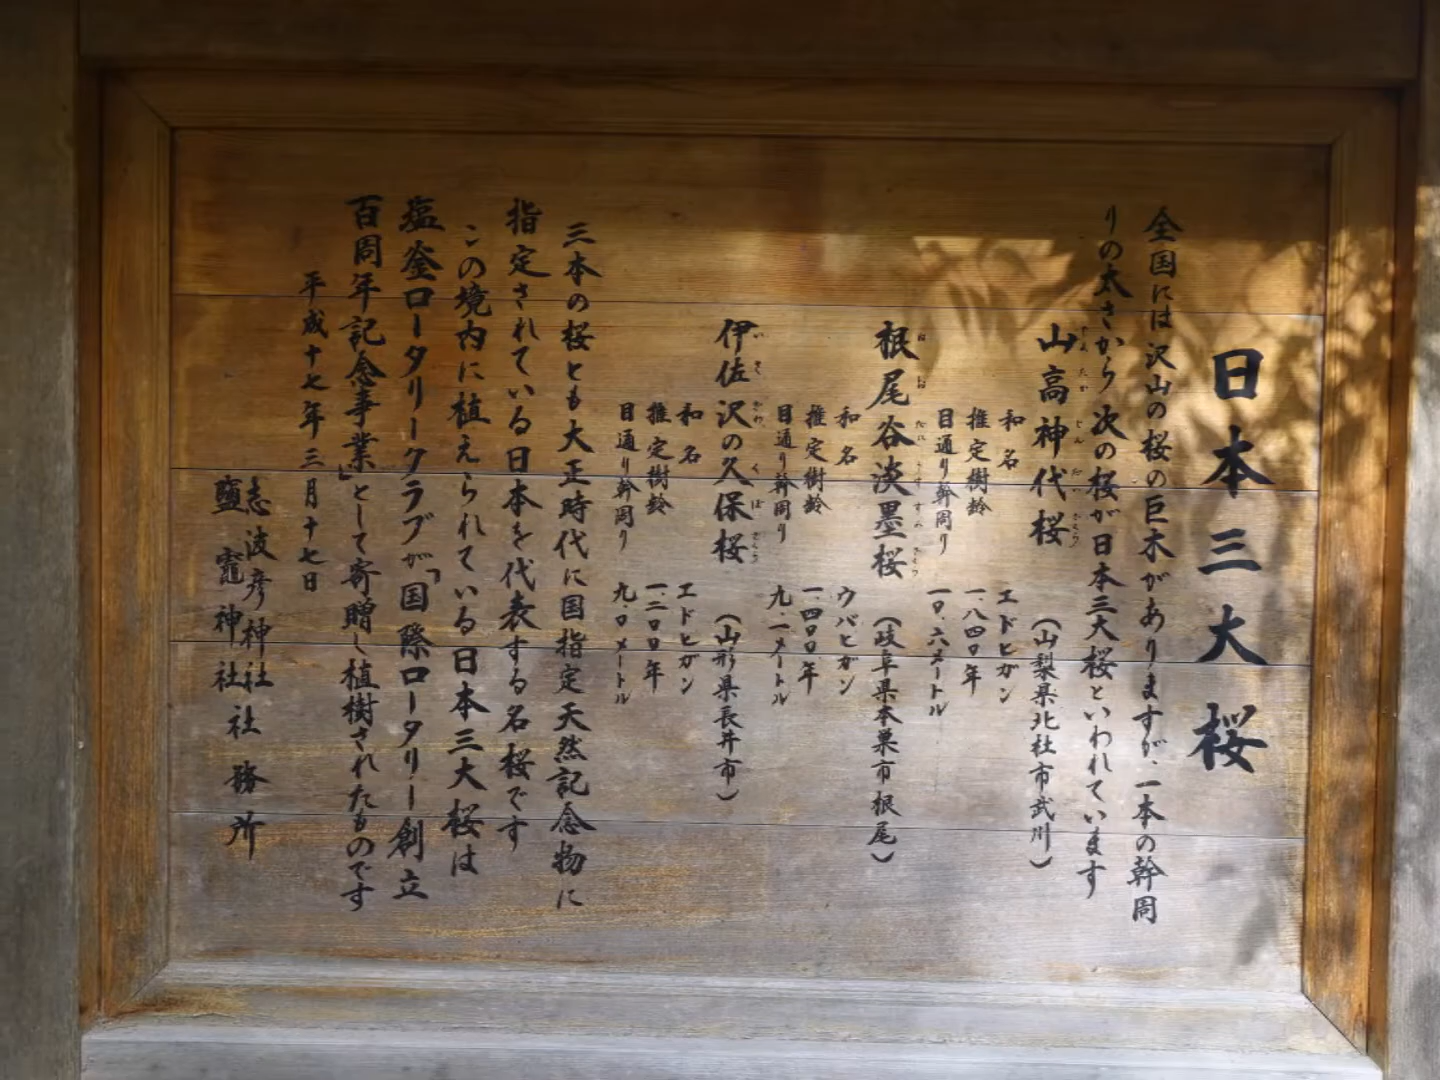 日本三大桜
全国には沢山の桜の巨木がありますが、一本の幹周
りの太さから次の桜が日本三大桜といわれています
山高神代桜（山梨県北杜市武川）
和名 エドヒガン
推定樹齢 一、八四〇年
目通り幹周り 一〇.六メートル
根尾谷淡墨桜（岐阜県本巣市根尾）
和名 ウバヒガン
推定樹齢 一、四〇〇年
目通り幹周り 九.一メートル
伊佐沢の久保桜（山形県長井市）
和名 エドヒガン
推定樹齢 一、二〇〇年
目通り幹周り 九.〇メートル
三本の桜とも大正時代に国指定天然記念物に
指定されている日本を代表する名桜です
この境内に植えられている日本三大桜は
塩釜ロータリークラブが「国際ロータリー創立
百周年記念事業」として寄贈し植樹されたものです
平成十七年三月十七日
志波彦神社
鹽竈神社
社務所